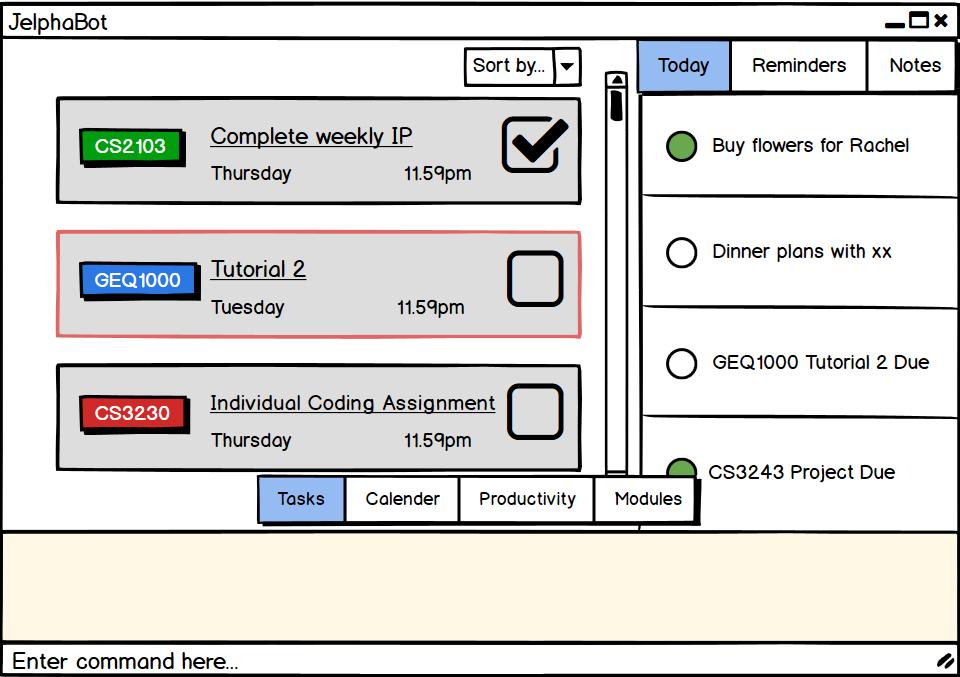 JelphaBot
Sort by...
Today Reminders Notes
CS2103 Complete weekly IP
Thursday 11.59pm
GEQ1000 Tutorial 2
Tuesday 11.59pm
CS3230 Individual Coding Assignment
Thursday 11.59pm
Buy flowers for Rachel
Dinner plans with xx
GEQ1000 Tutorial 2 Due
CS3243 Project Due
Tasks Calender Productivity Modules
Enter command here...